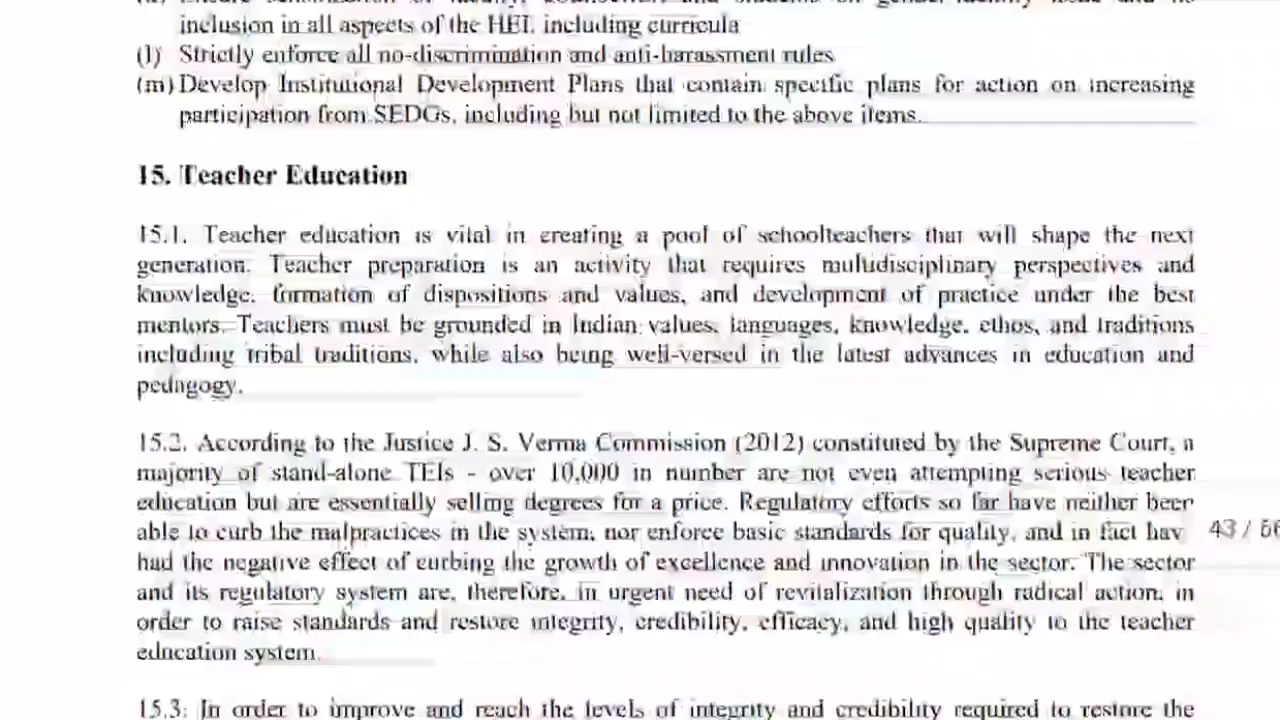 inclusion in all aspects of the HEI, including curricula
(l) Strictly enforce all no-discrimination and anti-harassment rules
(m) Develop Institutional Development Plans that contain specific plans for action on increasing
participation from SEDGs, including but not limited to the above items.
15. Teacher Education
15.1. Teacher education is vital in creating a pool of schoolteachers that will shape the next
generation. Teacher preparation is an activity that requires multidisciplinary perspectives and
knowledge, formation of dispositions and values, and development of practice under the best
mentors. Teachers must be grounded in Indian values, languages, knowledge, ethos, and traditions
including tribal traditions, while also being well-versed in the latest advances in education and
pedagogy.
15.2. According to the Justice J. S. Verma Commission (2012) constituted by the Supreme Court, a
majority of stand-alone TEIs - over 10,000 in number are not even attempting serious teacher
education but are essentially selling degrees for a price. Regulatory efforts so far have neither been
able to curb the malpractices in the system, nor enforce basic standards for quality, and in fact hav
had the negative effect of curbing the growth of excellence and innovation in the sector. The sector
and its regulatory system are, therefore, in urgent need of revitalization through radical action, in
order to raise standards and restore integrity, credibility, efficacy, and high quality to the teacher
education system.
43 /
15.3. In order to improve and reach the levels of integrity and credibility required to restore the